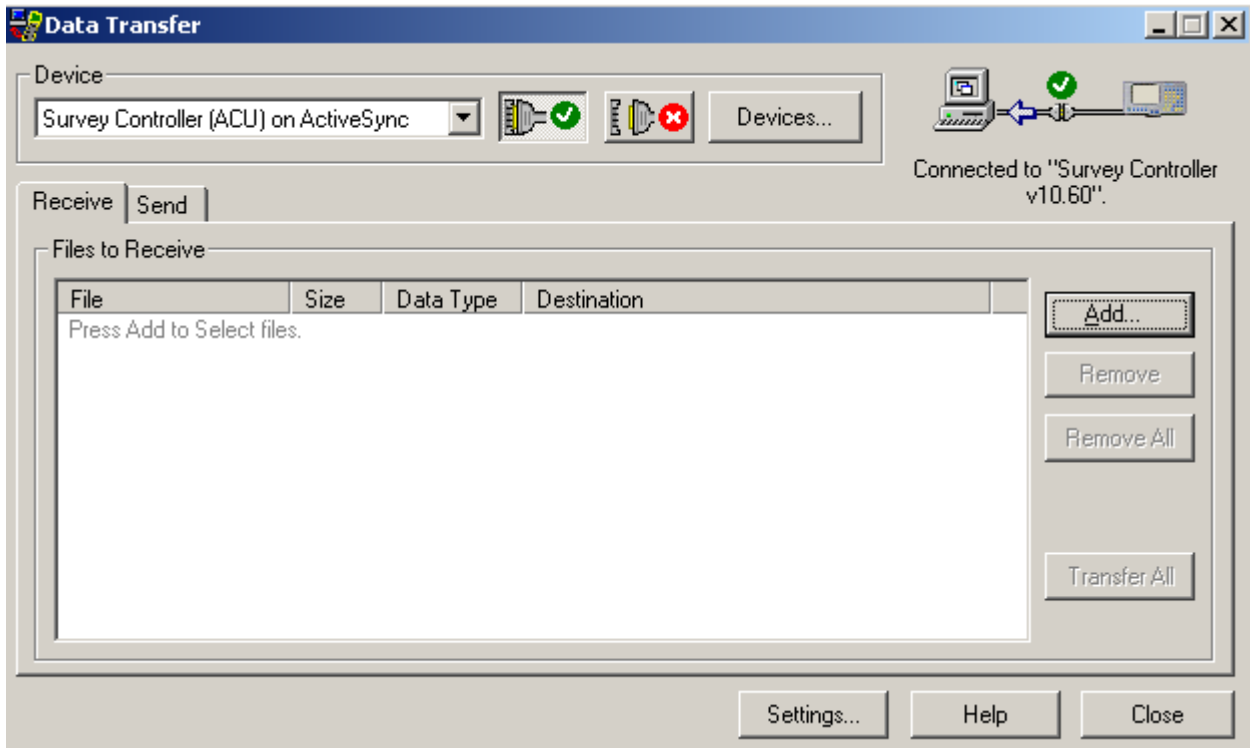 Data Transfer
Device
Survey Controller (ACU) on ActiveSync
Devices...
Connected to "Survey Controller
v10.60".
Receive
Send
Files to Receive
File Size Data Type Destination
Press Add to Select files.
Add...
Remove
Remove All
Transfer All
Settings...
Help
Close